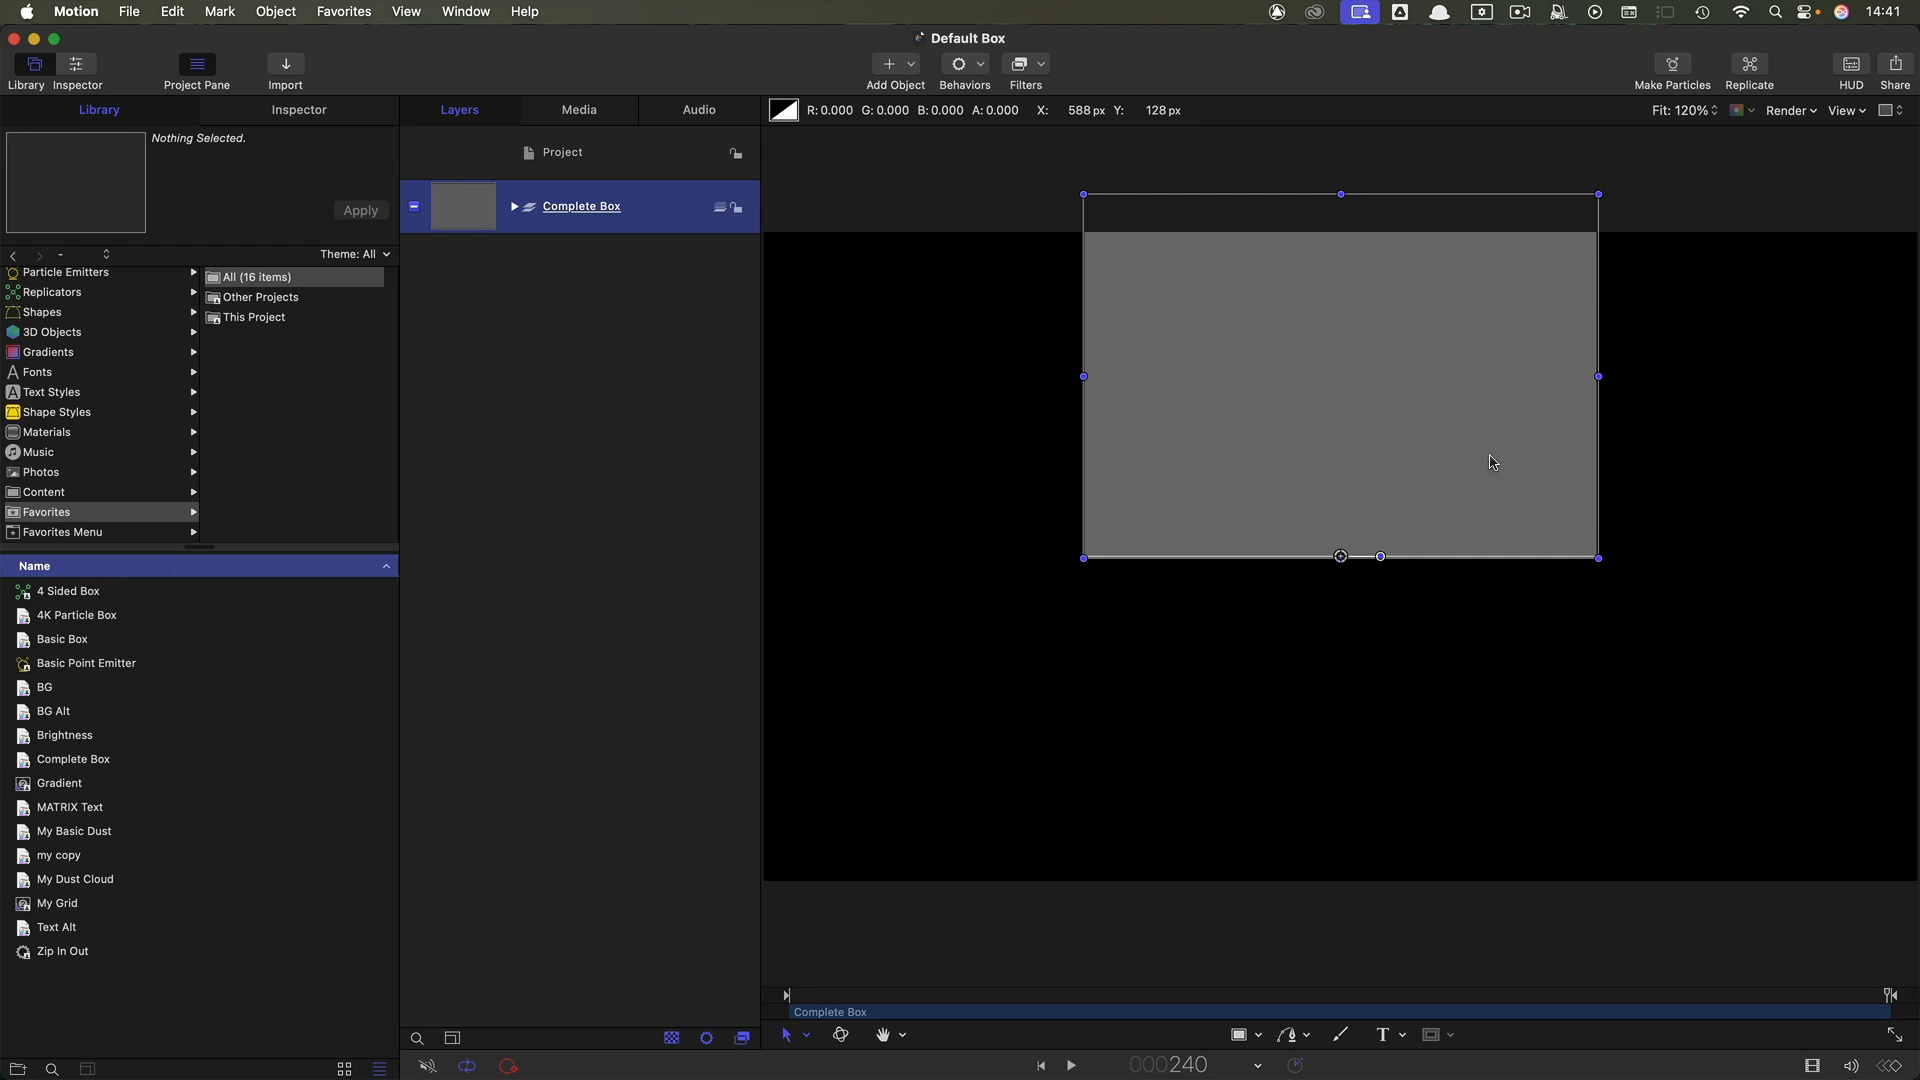 Motion File Edit Mark Object Favorites View Window Help 14:41
Default Box
Library Inspector Project Pane Import Add Object Behaviors Filters Make Particles Replicate HUD Share
Library Inspector Layers Media Audio R: 0.000 G: 0.000 B: 0.000 A: 0.000 X: 588 px Y: 128 px Fit: 120% Render View
Nothing Selected.
Project
Complete Box
Apply
- Theme: All
Particle Emitters
Replicators
Shapes
3D Objects
Gradients
Fonts
Text Styles
Shape Styles
Materials
Music
Photos
Content
Favorites
Favorites Menu
All (16 items)
Other Projects
This Project
Name
4 Sided Box
4K Particle Box
Basic Box
Basic Point Emitter
BG
BG Alt
Brightness
Complete Box
Gradient
MATRIX Text
My Basic Dust
my copy
My Dust Cloud
My Grid
Text Alt
Zip In Out
Complete Box
T
000240